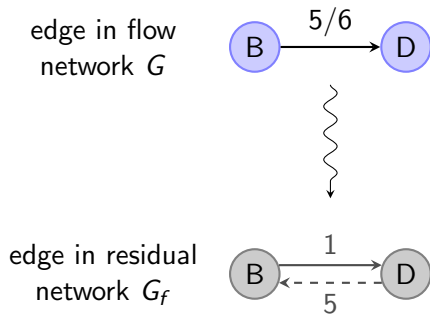 edge in flow
network G
5/6
B
D
edge in residual
network G_f
1
B
D
5